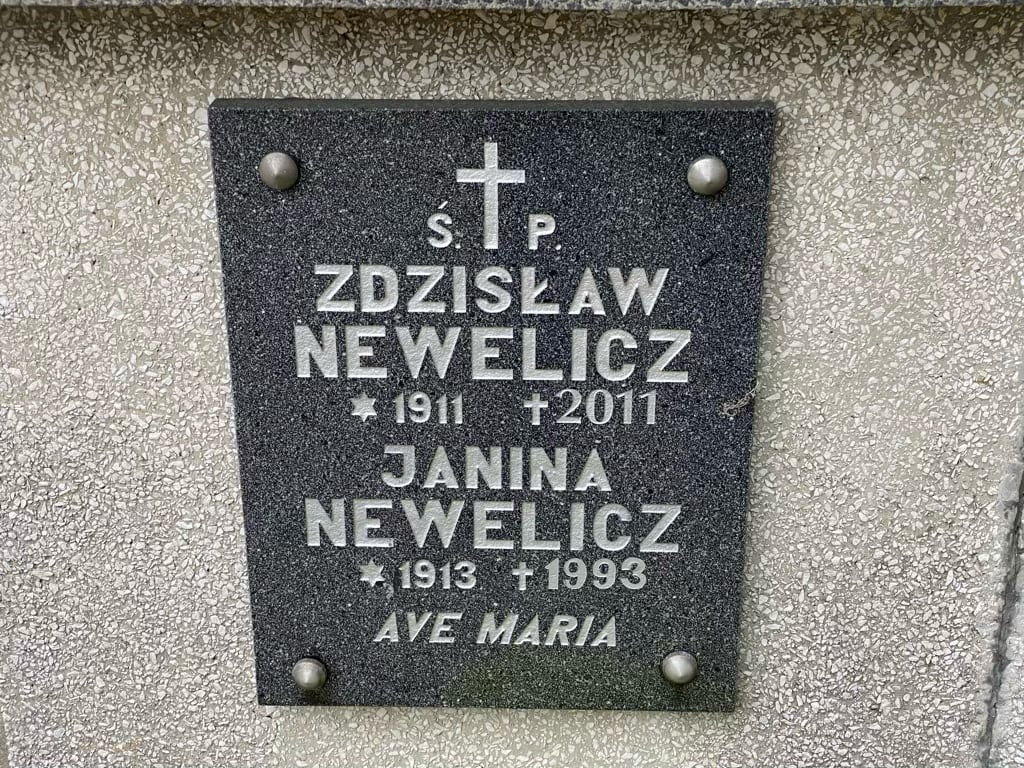 Ś. P.
ZDZISŁAW
NEWELICZ
* 1911 † 2011
JANINA
NEWELICZ
* 1913 † 1993
AVE MARIA